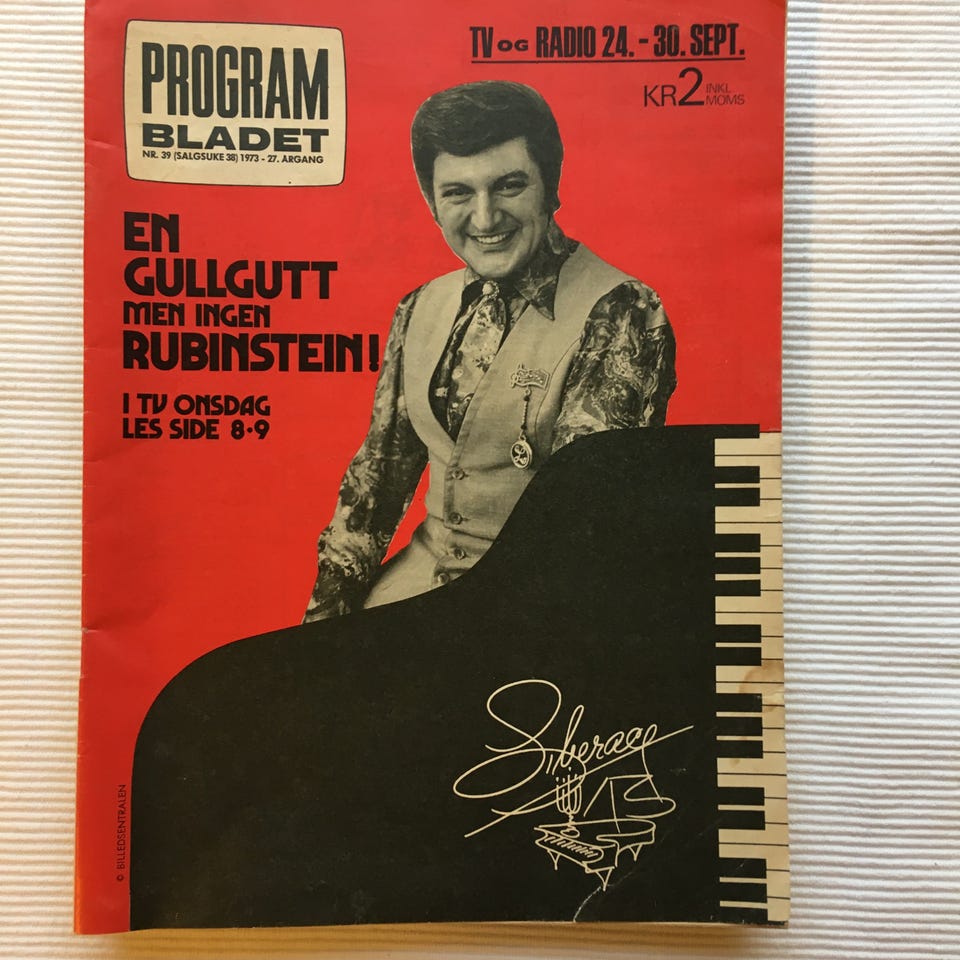 PROGRAM
BLADET
NR. 39 (SALGSUKE 38) 1973 - 27. ÅRGANG
TV OG RADIO 24. - 30. SEPT.
KR 2 INKL. MOMS
EN
GULLGUTT
MEN INGEN
RUBINSTEIN!
I TV ONSDAG
LES SIDE 8-9
Liberace
© BILLEDSENTRALEN